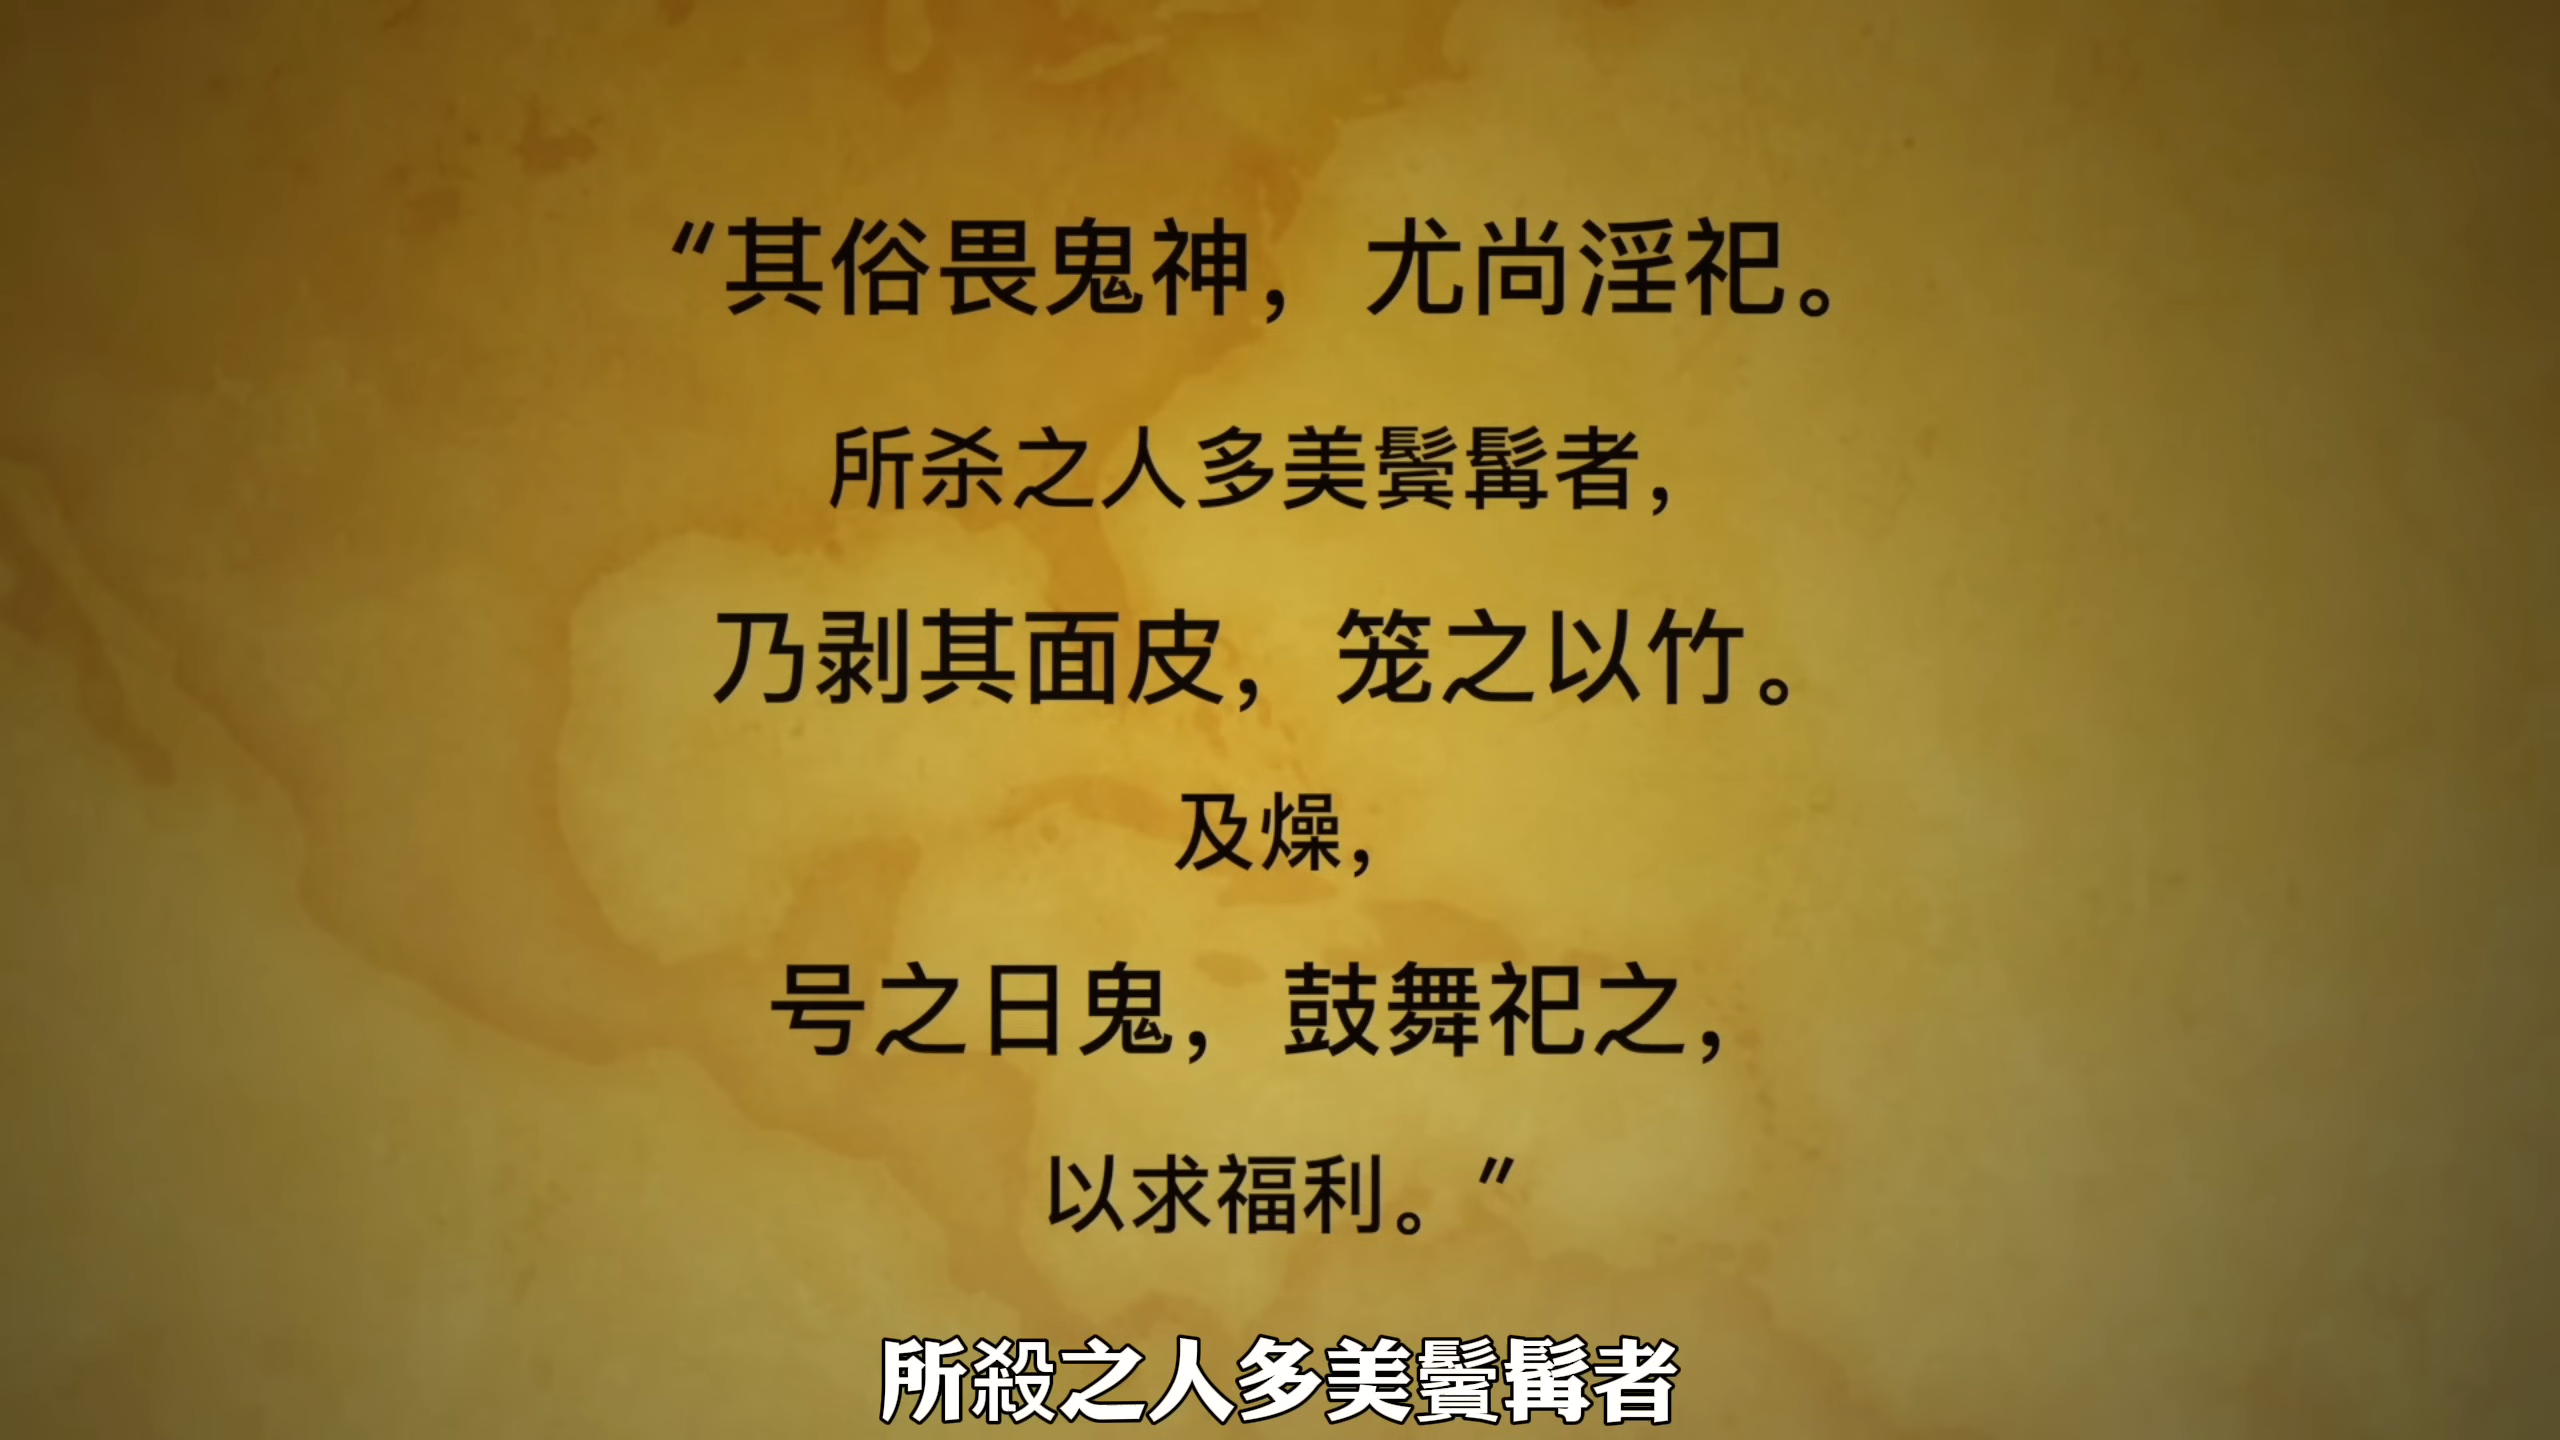 “其俗畏鬼神，尤尚淫祀。
所杀之人多美鬓髯者，
乃剥其面皮，笼之以竹。
及燥，
号之日鬼，鼓舞祀之，
以求福利。”
所殺之人多美鬢髯者